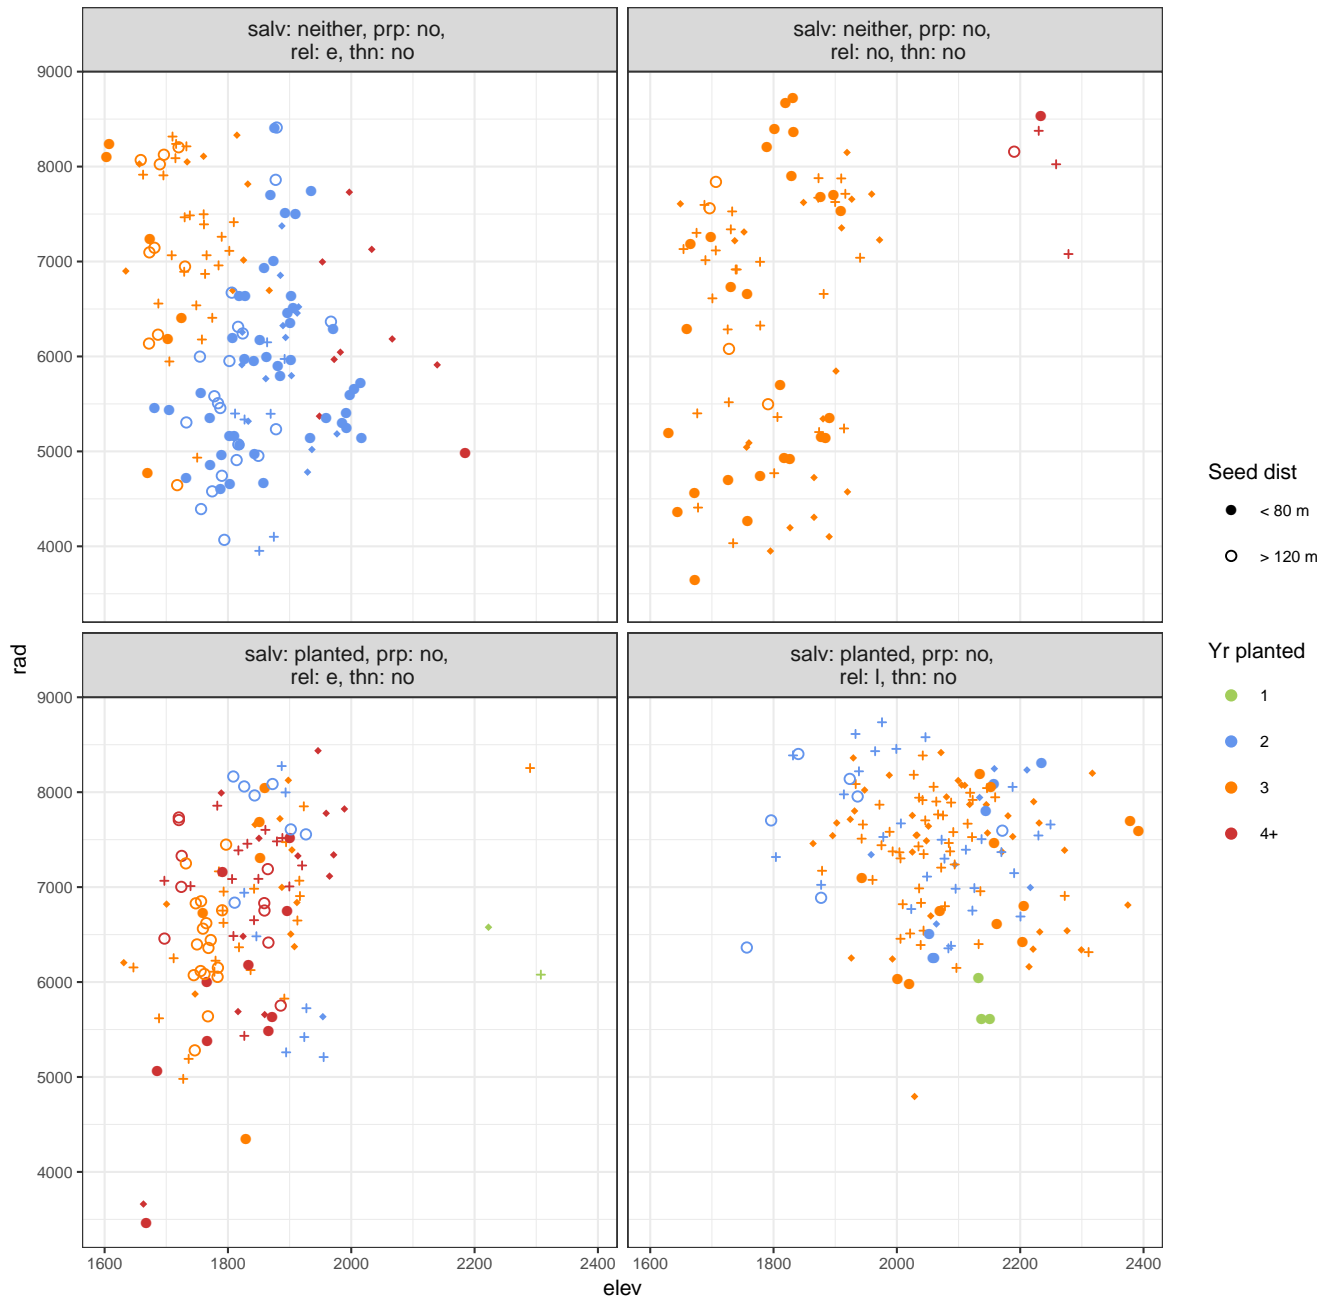 salv: neither, prp: no,
rel: e, thn: no
salv: neither, prp: no,
rel: no, thn: no
9000
8000
7000
6000
5000
4000
salv: planted, prp: no,
rel: e, thn: no
salv: planted, prp: no,
rel: l, thn: no
9000
8000
7000
6000
5000
4000
1600
1800
2000
2200
2400
1600
1800
2000
2200
2400
elev
rad
Seed dist
< 80 m
> 120 m
Yr planted
1
2
3
4+